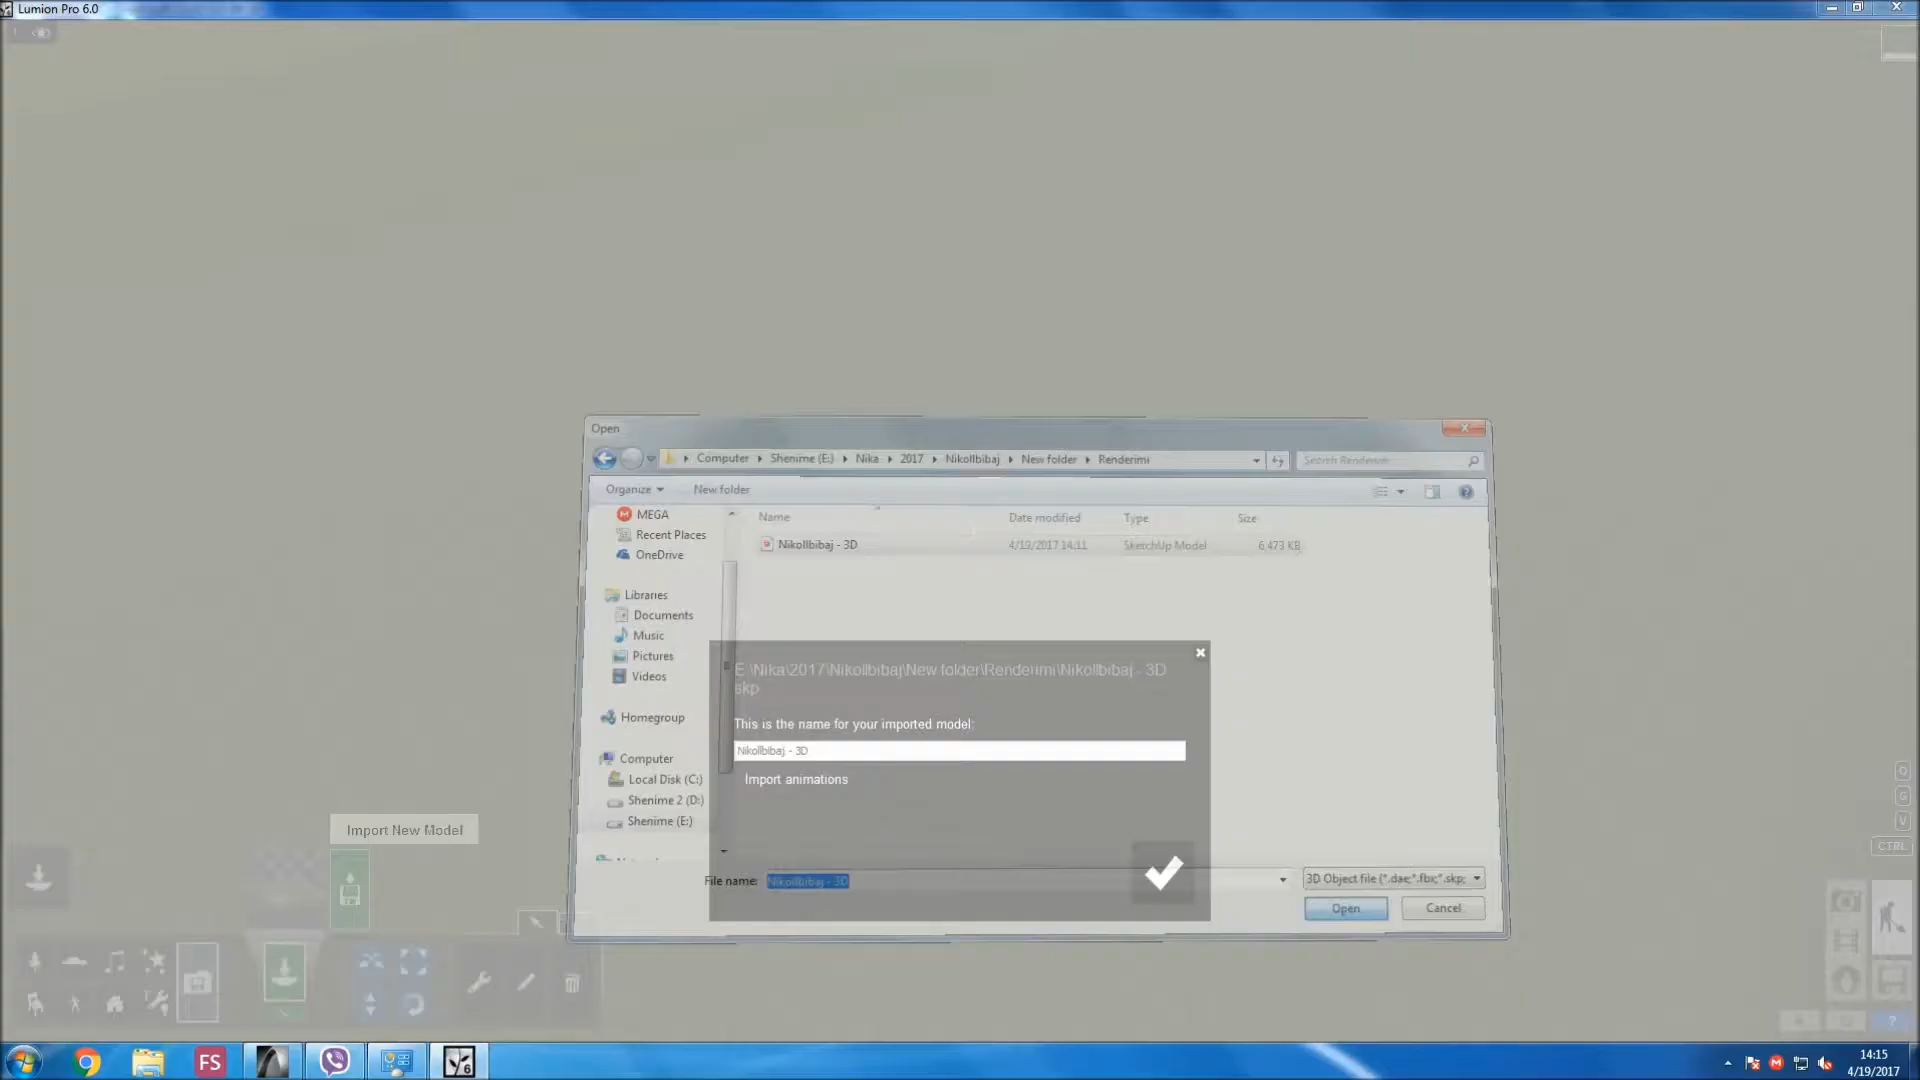 Lumion Pro 6.0
Open
Computer Shenime (E:) Nika 2017 Nikollbibaj New folder Renderimi
Search Renderimi
Organize New folder
MEGA
Recent Places
OneDrive
Libraries
Documents
Music
Pictures
Videos
Homegroup
Computer
Local Disk (C:)
Shenime 2 (D:)
Shenime (E:)
Name Date modified Type Size
Nikollbibaj - 3D 4/19/2017 14:11 SketchUp Model 6,473 KB
E:\Nika\2017\Nikollbibaj\New folder\Renderimi\Nikollbibaj - 3D
skp
This is the name for your imported model:
Nikollbibaj - 3D
Import animations
File name: Nikollbibaj - 3D
3D Object file (*.dae;*.fbx;*.skp;
Open Cancel
Import New Model
Q
G
V
CTRL
?
FS
6
14:15
4/19/2017